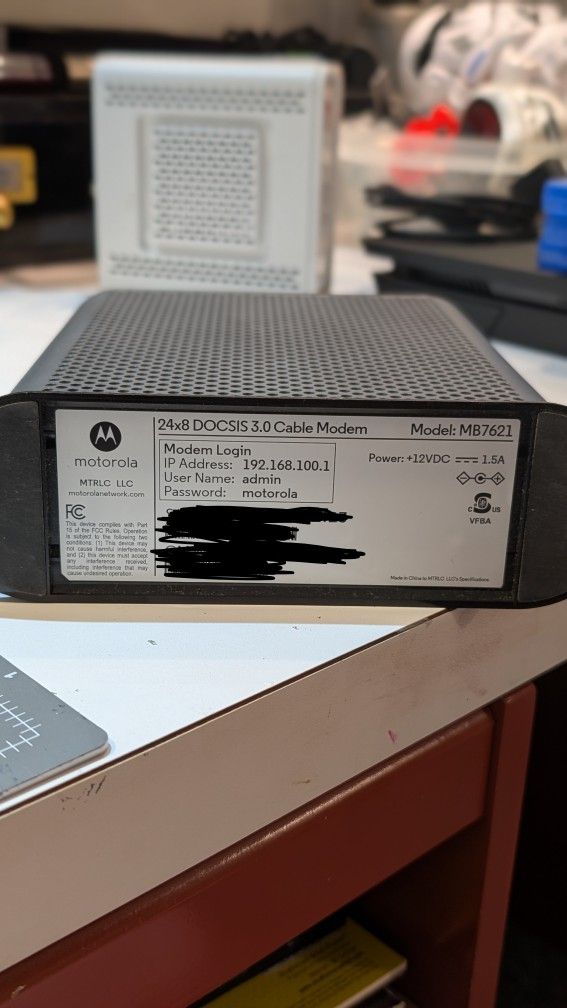 motorola
MTRLC LLC
motorolanetwork.com
FC
This device complies with Part
15 of the FCC Rules. Operation
is subject to the following two
conditions: (1) This device may
not cause harmful interference,
and (2) this device must accept
any interference received,
including interference that may
cause undesired operation.
24x8 DOCSIS 3.0 Cable Modem
Model: MB7621
Modem Login
IP Address: 192.168.100.1
User Name: admin
Password: motorola
Power: +12VDC 1.5A
C US
VFBA
Made in China to MTRLC LLC's Specifications
1